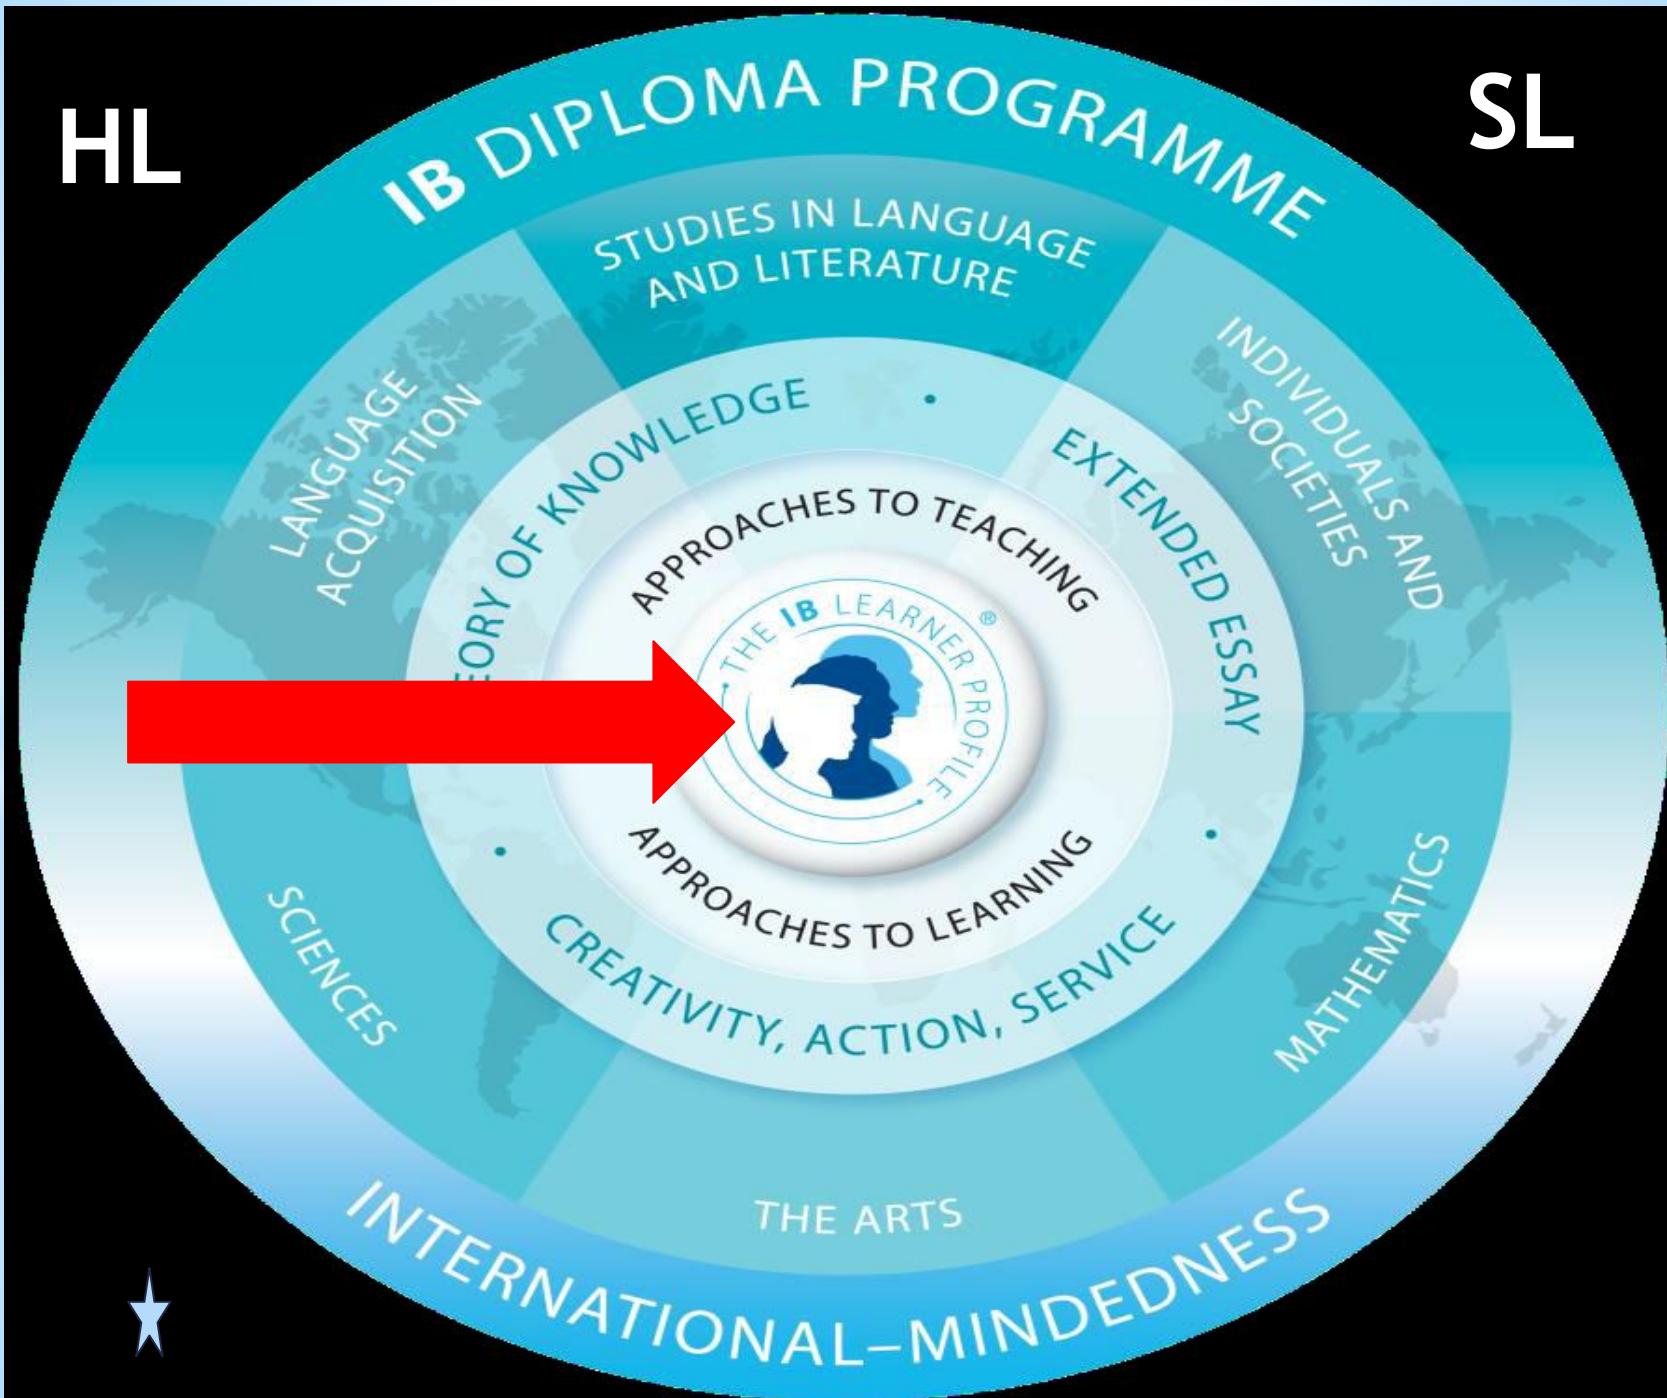 HL
SL
IB DIPLOMA PROGRAMME
STUDIES IN LANGUAGE
AND LITERATURE
LANGUAGE
ACQUISITION
INDIVIDUALS AND
SOCIETIES
EORY OF KNOWLEDGE
EXTENDED ESSAY
APPROACHES TO TEACHING
THE IB LEARNER PROFILE ®
APPROACHES TO LEARNING
CREATIVITY, ACTION, SERVICE
SCIENCES
MATHEMATICS
THE ARTS
INTERNATIONAL–MINDEDNESS